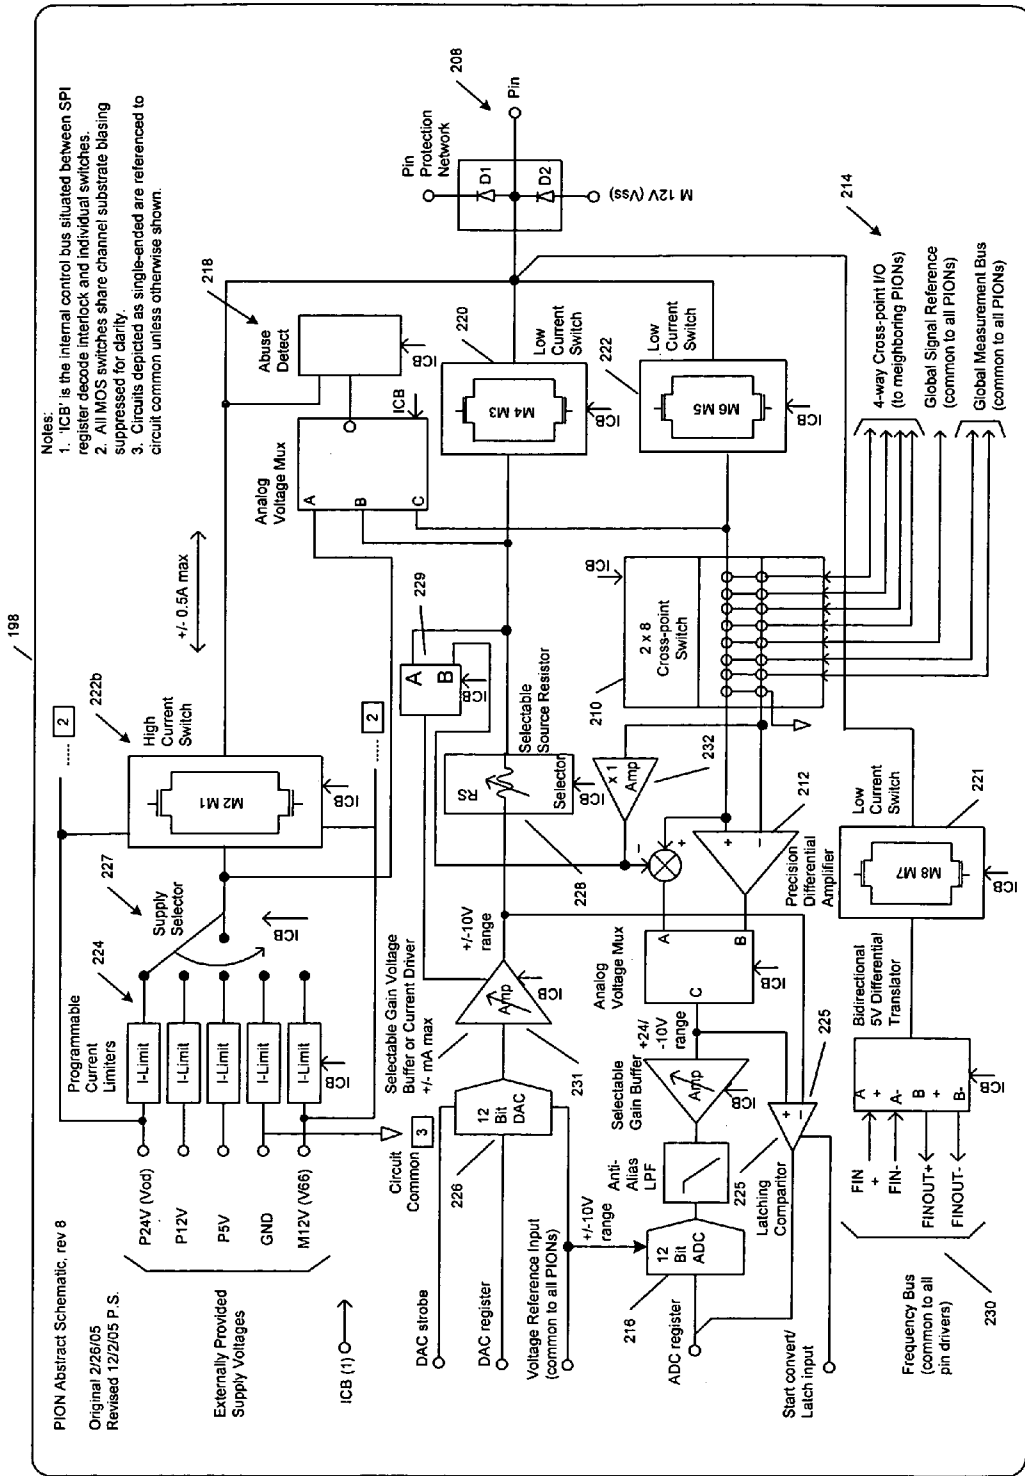 198
PION Abstract Schematic, rev 8
Original 2/26/05
Revised 12/2/05 P.S.
Notes:
1. 'ICB' is the internal control bus situated between SPI
register decode interlock and individual switches.
2. All MOS switches share channel substrate biasing
suppressed for clarity.
3. Circuits depicted as single-ended are referenced to
circuit common unless otherwise shown.
Externally Provided
Supply Voltages
P24V (Vod)
P12V
P5V
GND
M12V (V66)
ICB (1)
Programmable
Current
Limiters
224
I-Limit
I-Limit
I-Limit
I-Limit
I-Limit
ICB
Circuit
Common
3
Supply
Selector
227
ICB
2
222b
High
Current
Switch
M2 M1
ICB
2
+/- 0.5A max
Abuse
Detect
218
ICB
Analog
Voltage Mux
A
B
C
ICB
Pin
Protection
Network
D1
D2
M 12V (Vss)
Pin
208
DAC strobe
DAC register
Voltage Reference Input
(common to all PIONs)
12
Bit
DAC
226
Selectable Gain Voltage
Buffer or Current Driver
+/- mA max
Amp
ICB
231
+/-10V
range
A
B
ICB
229
Selectable
Source Resistor
RS
Selector
ICB
228
220
Low
Current
Switch
M4 M3
ICB
222
Low
Current
Switch
M6 M5
ICB
+/-10V
range
12
Bit
ADC
216
ADC register
Start convert/
Latch input
Anti-
Alias
LPF
Selectable
Gain Buffer
Amp
ICB
225
Latching
Comparitor
+
-
225
+24/
-10V
range
Analog
Voltage Mux
A
B
C
ICB
-
+
x 1
Amp
232
+
-
212
Precision
Differential
Amplifier
210
2 x 8
Cross-point
Switch
ICB
214
4-way Cross-point I/O
(to neighboring PIONs)
Global Signal Reference
(common to all PIONs)
Global Measurement Bus
(common to all PIONs)
Frequency Bus
(common to all
pin drivers)
230
FIN
+
FIN-
FINOUT+
FINOUT-
A
+
A-
B
+
B-
ICB
Bidirectional
5V Differential
Translator
Low
Current
Switch
M8 M7
ICB
221